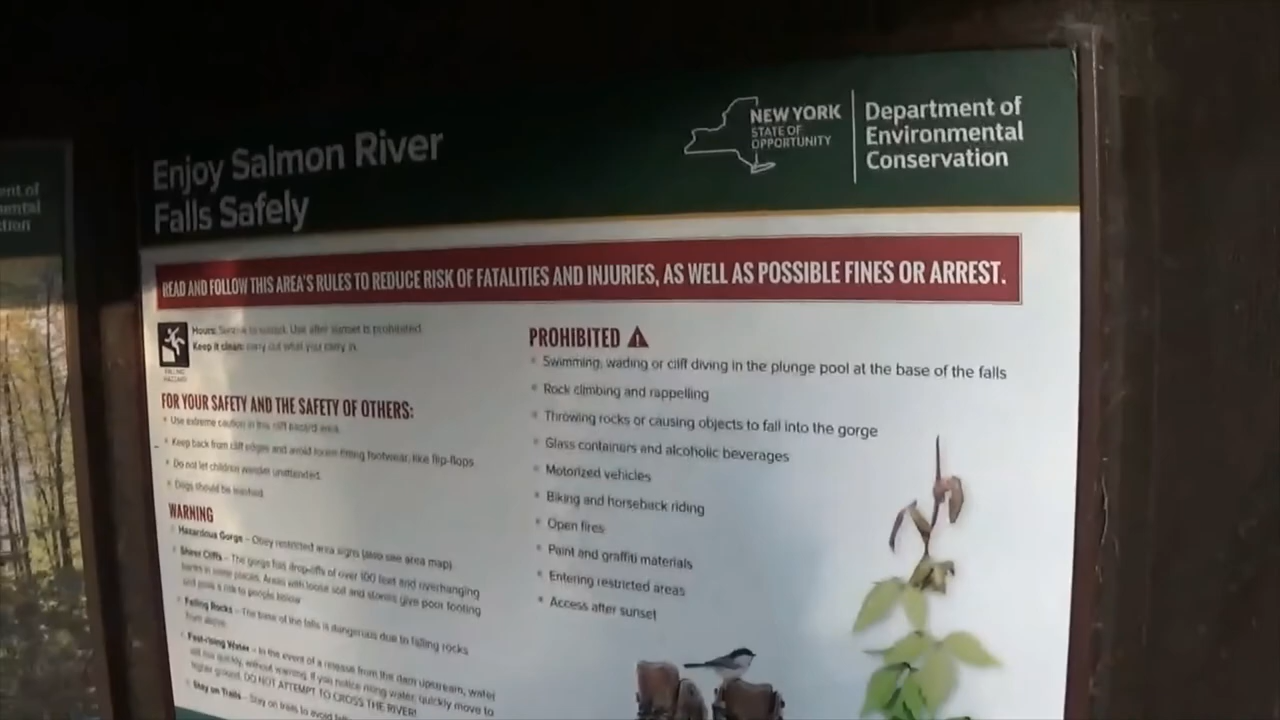 ent of
mental
ction
Enjoy Salmon River
Falls Safely
NEW YORK
STATE OF
OPPORTUNITY
Department of
Environmental
Conservation
READ AND FOLLOW THIS AREA'S RULES TO REDUCE RISK OF FATALITIES AND INJURIES, AS WELL AS POSSIBLE FINES OR ARREST.
FALLING
HAZARD
Hours: Sunrise to sunset. Use after sunset is prohibited.
Keep it clean: carry out what you carry in.
FOR YOUR SAFETY AND THE SAFETY OF OTHERS:
• Use extreme caution in this cliff hazard area.
• Keep back from cliff edges and avoid loose fitting footwear, like flip-flops
• Do not let children wander unattended.
• Dogs should be leashed.
WARNING
• Hazardous Gorge – Obey restricted area signs (also see area map)
• Sheer Cliffs – The gorge has drop-offs of over 100 feet and overhanging
banks in some places. Areas with loose soil and stones give poor footing
and pose a risk to people below
• Falling Rocks – The base of the falls is dangerous due to falling rocks
from above.
• Fast-rising Water – In the event of a release from the dam upstream, water
will rise quickly, without warning. If you notice rising water, quickly move to
higher ground. DO NOT ATTEMPT TO CROSS THE RIVER!
• Stay on Trails – Stay on trails to avoid
PROHIBITED
• Swimming, wading or cliff diving in the plunge pool at the base of the falls
• Rock climbing and rappelling
• Throwing rocks or causing objects to fall into the gorge
• Glass containers and alcoholic beverages
• Motorized vehicles
• Biking and horseback riding
• Open fires
• Paint and graffiti materials
• Entering restricted areas
• Access after sunset